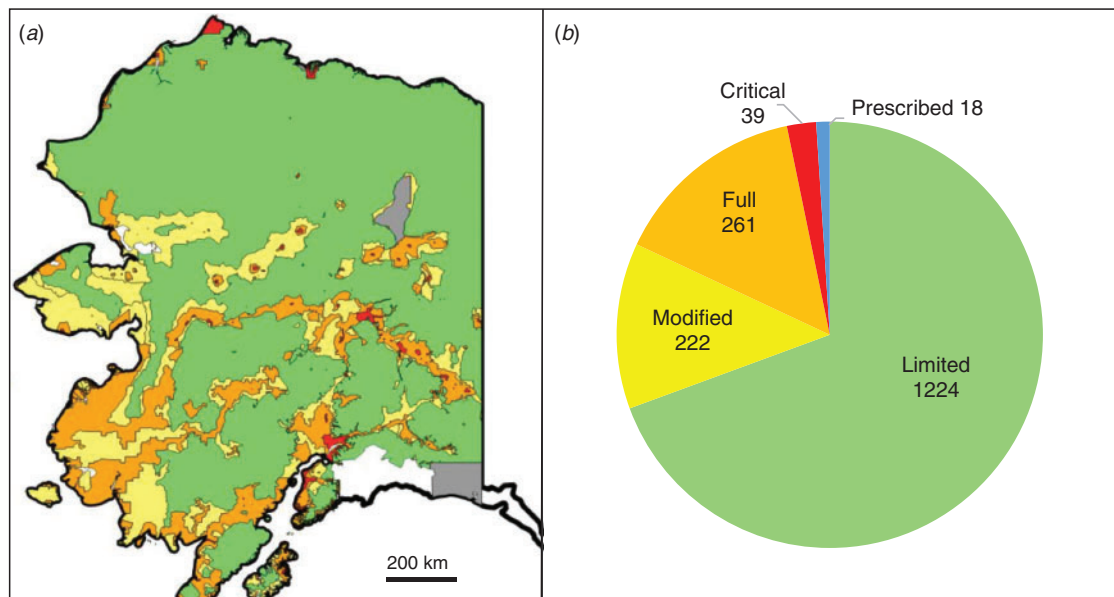 (a)
200 km
(b)
Critical
39
Prescribed 18
Full
261
Modified
222
Limited
1224